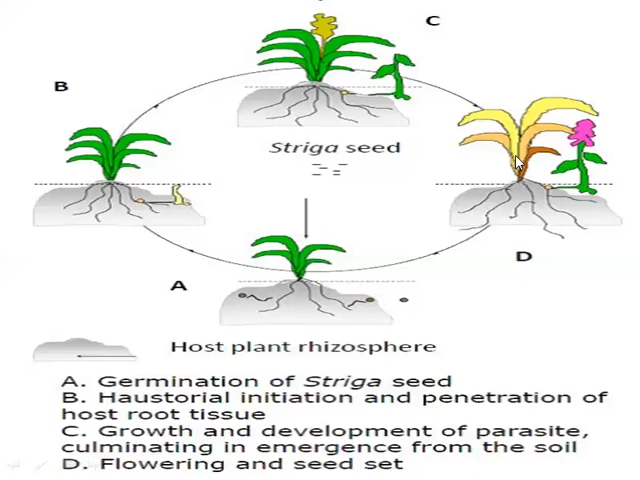 C
B
Striga seed
D
A
Host plant rhizosphere
A. Germination of Striga seed
B. Haustorial initiation and penetration of
host root tissue
C. Growth and development of parasite,
culminating in emergence from the soil
D. Flowering and seed set